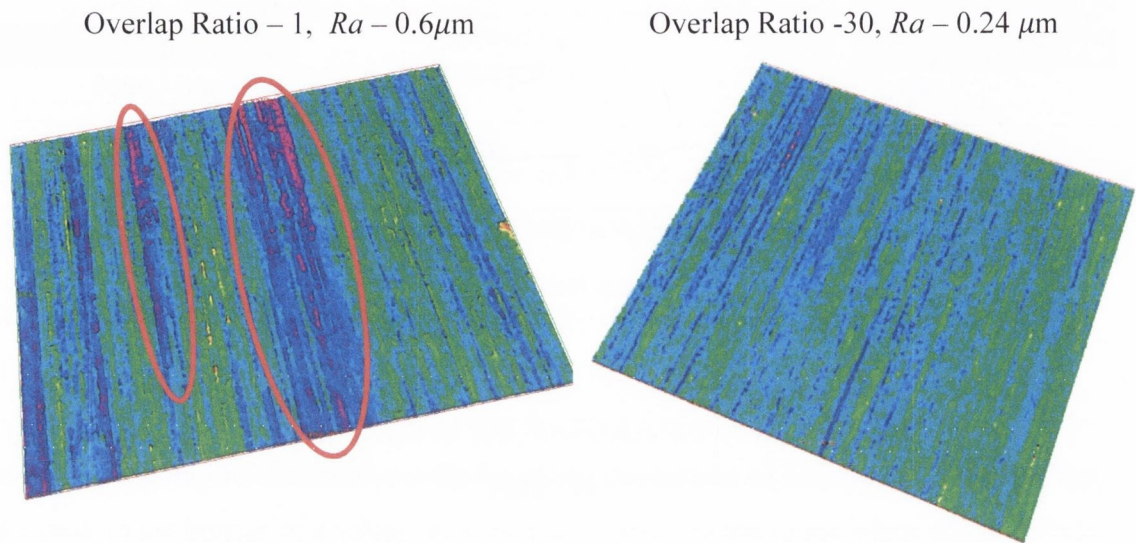 Overlap Ratio – 1, Ra – 0.6μm
Overlap Ratio -30, Ra – 0.24 μm